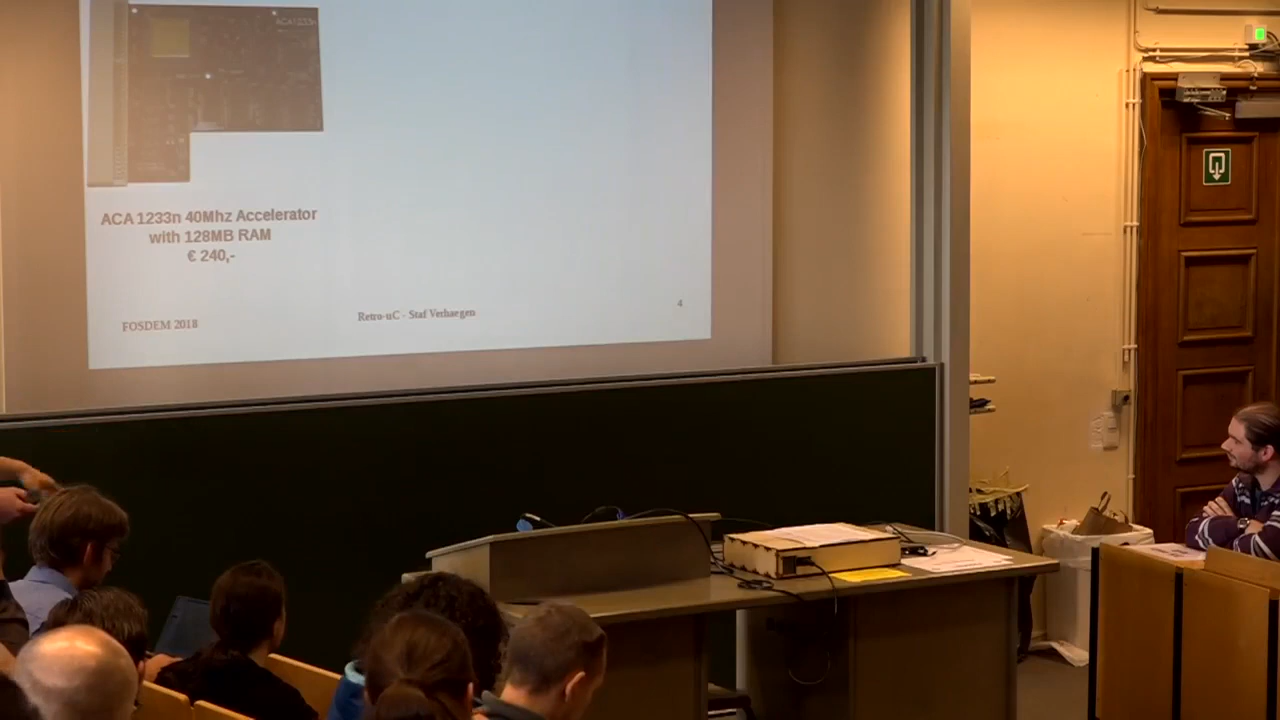 ACA1233n
ACA 1233n 40Mhz Accelerator
with 128MB RAM
€ 240,-
FOSDEM 2018
Retro-uC - Staf Verhaegen
4